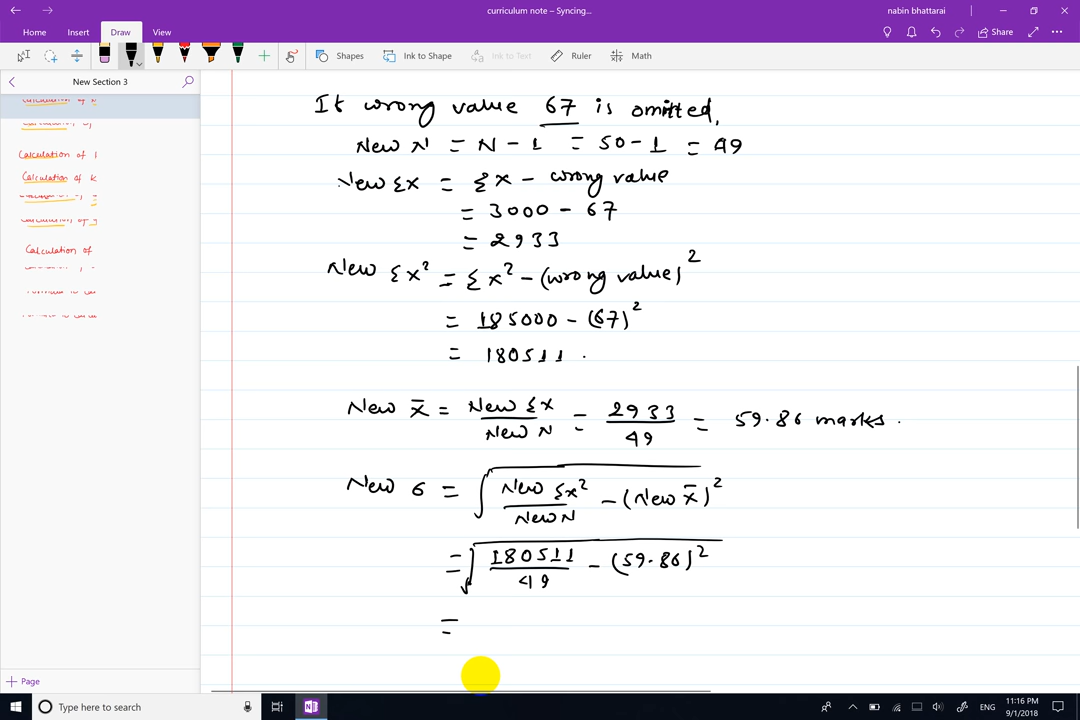 curriculum note – Syncing...
nabin bhattarai
Home Insert Draw View
Share
Shapes Ink to Shape Ink to Text Ruler Math
New Section 3
Calculation of
Calculation of
Calculation of k
Calculation of
Page
If wrong value 67 is omitted,
New N = N - 1 = 50 - 1 = 49
New Σx = Σx - wrong value
= 3000 - 67
= 2933
New Σx² = Σx² - (wrong value)²
= 185000 - (67)²
= 180511 .
New x̄ = New Σx / New N = 2933 / 49 = 59.86 marks.
New σ = √(New Σx² / New N - (New x̄)²)
= √(180511 / 49 - (59.86)²)
=
Type here to search
ENG
11:16 PM
9/1/2018